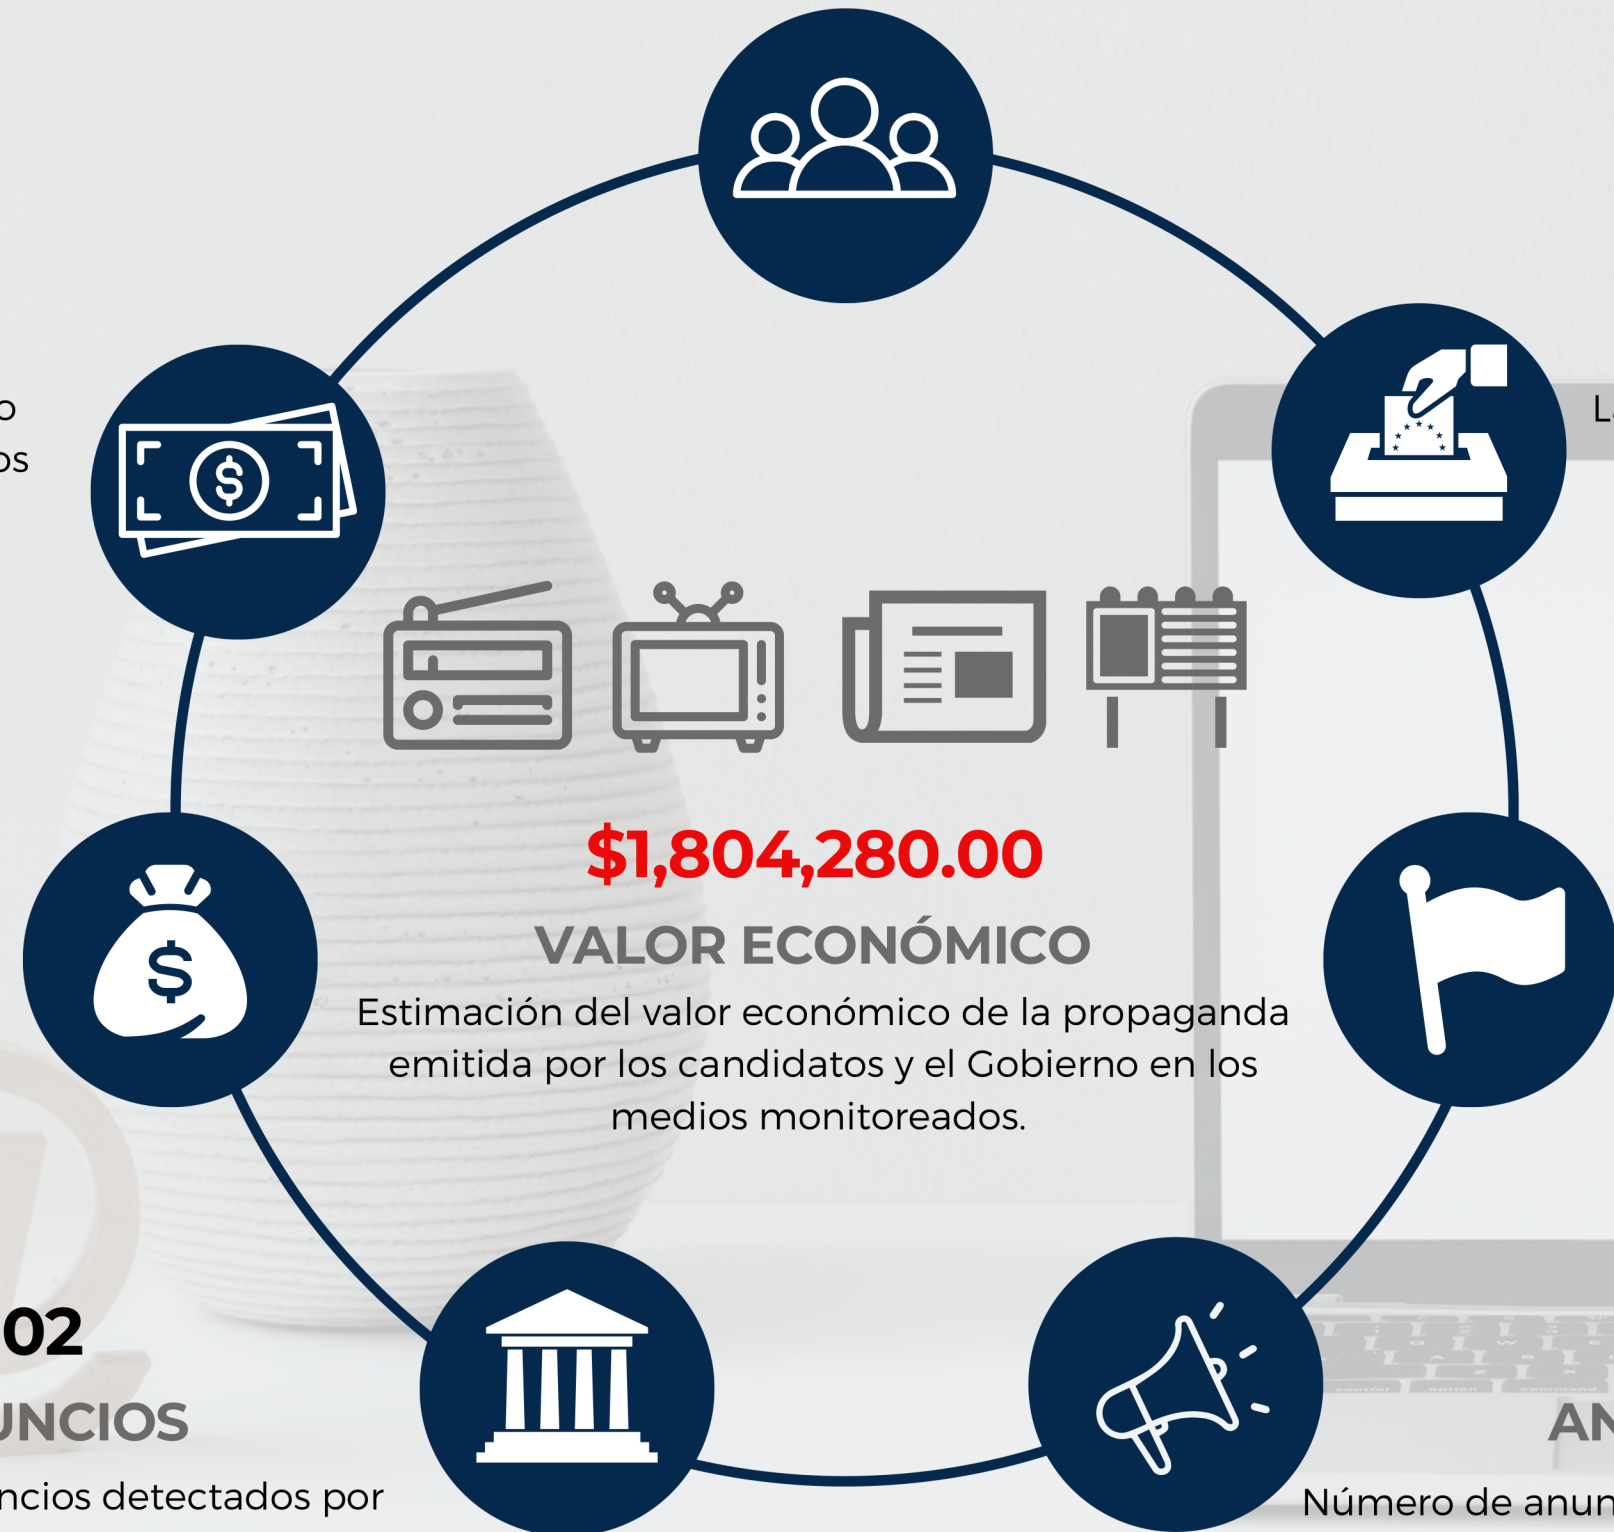 $
$1,804,280.00
VALOR ECONÓMICO
Estimación del valor económico de la propaganda
emitida por los candidatos y el Gobierno en los
medios monitoreados.
$
02
UNCIOS
ncios detectados por
AN
Número de anun